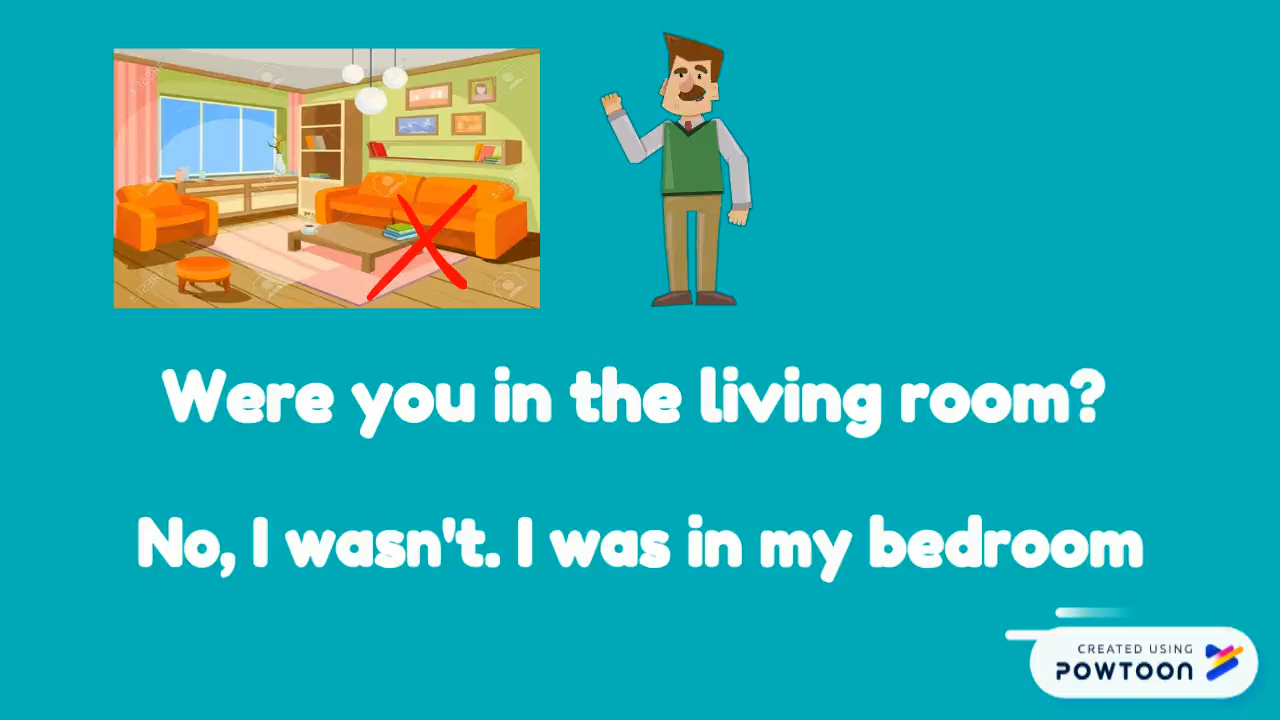 Were you in the living room?
No, I wasn't. I was in my bedroom
CREATED USING
POWTOON